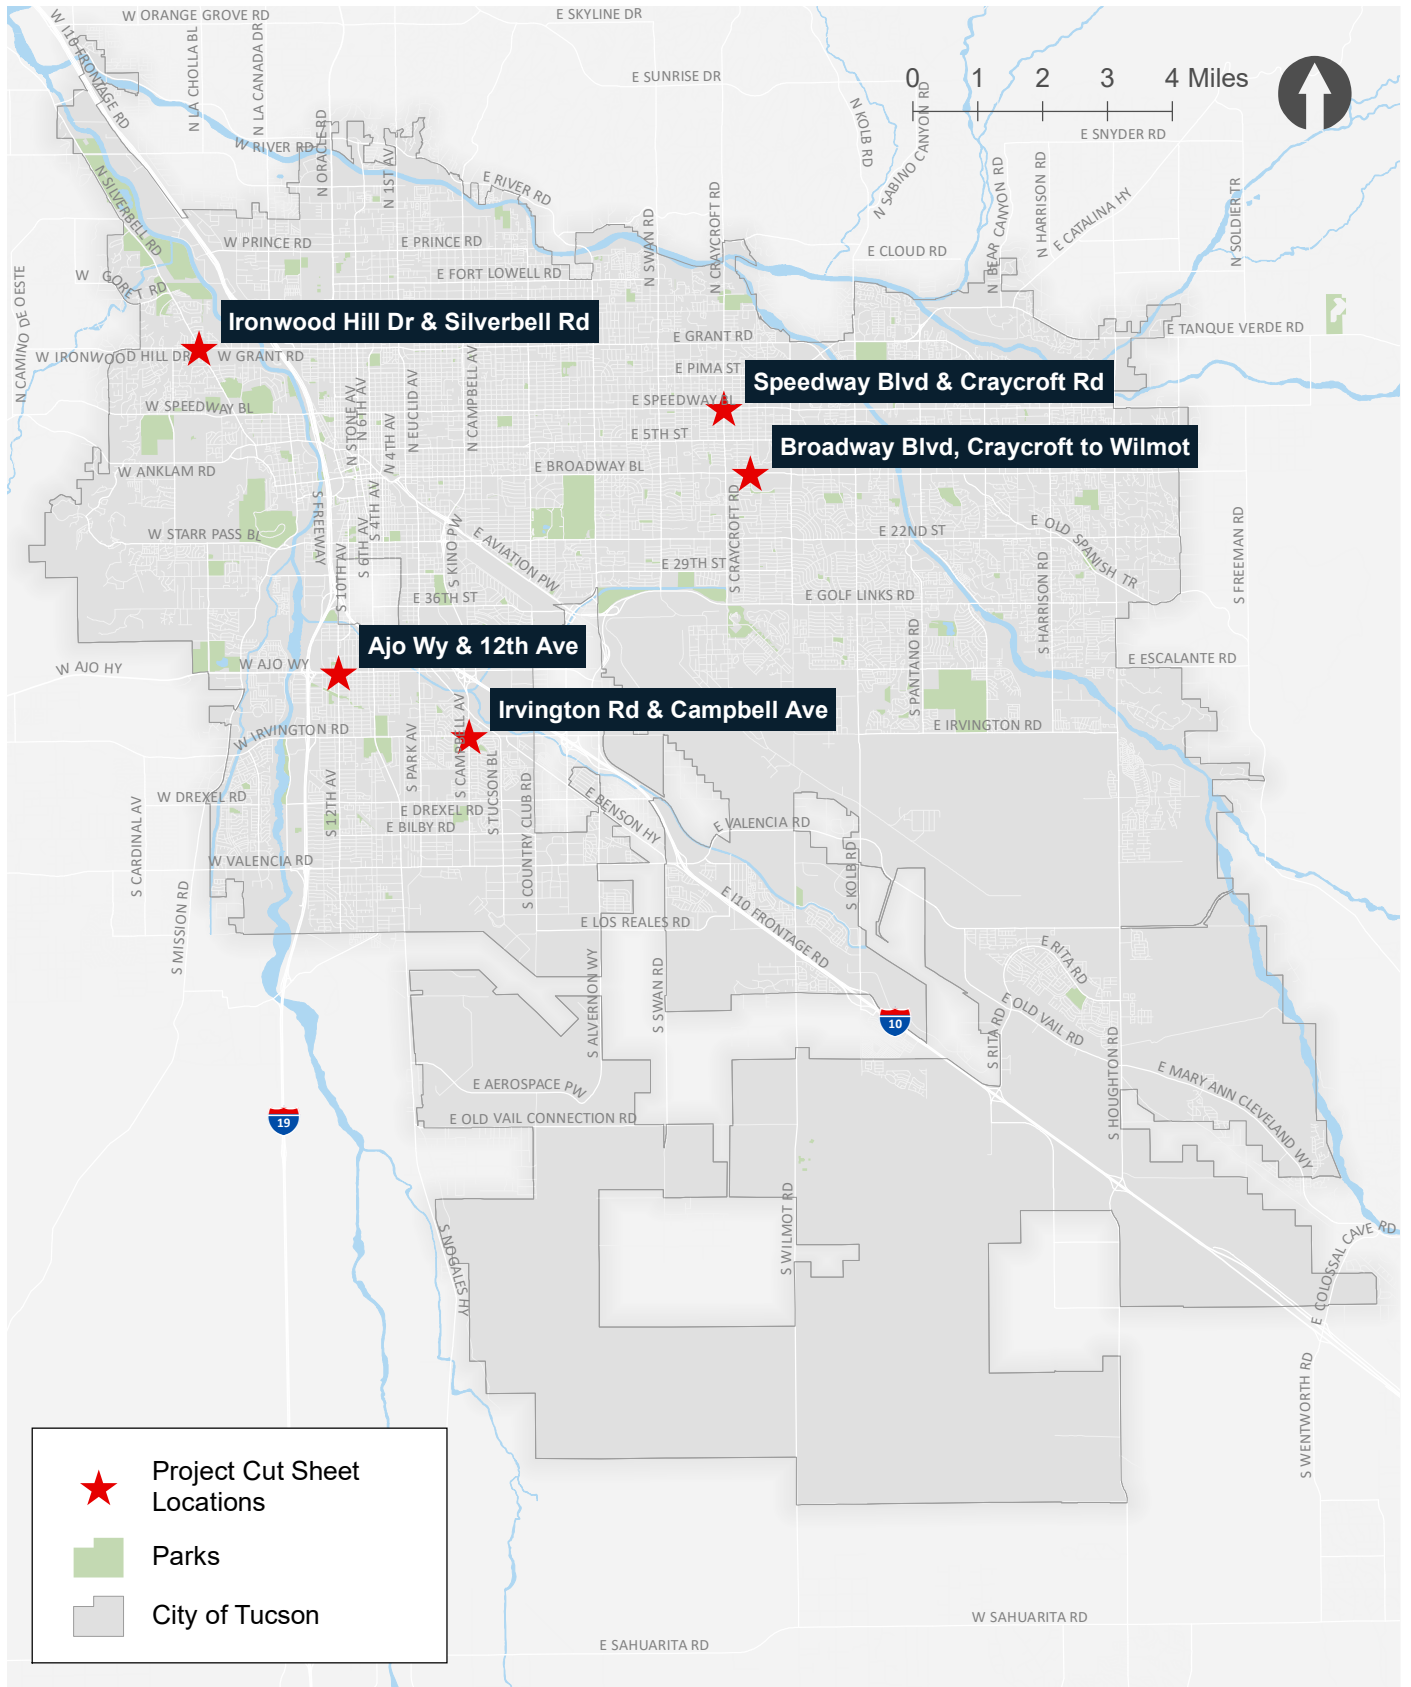 W ORANGE GROVE RD
E SKYLINE DR
W I10 FRONTAGE RD
N LA CHOLLA BL
N LA CANADA DR
E SUNRISE DR
0 1 2 3 4 Miles
N KOLB RD
N SABINO CANYON RD
E SNYDER RD
W RIVER RD
N ORACLE RD
N 1ST AV
E RIVER RD
N SILVERBELL RD
N SWAN RD
N CRAYCROFT RD
N BEAR CANYON RD
N HARRISON RD
E CATALINA HY
N SOLDIER TR
W PRINCE RD
E PRINCE RD
E CLOUD RD
W GORET RD
E FORT LOWELL RD
N CAMINO DE OESTE
Ironwood Hill Dr & Silverbell Rd
E GRANT RD
E TANQUE VERDE RD
W IRONWOOD HILL DR
W GRANT RD
N CAMPBELL AV
E PIMA ST
Speedway Blvd & Craycroft Rd
W SPEEDWAY BL
N STONE AV
N 6TH AV
N 4TH AV
N EUCLID AV
E SPEEDWAY BL
E 5TH ST
Broadway Blvd, Craycroft to Wilmot
W ANKLAM RD
E BROADWAY BL
S FREEWAY
S 4TH AV
S 6TH AV
S 10TH AV
S KINO PW
E AVIATION PW
S CRAYCROFT RD
W STARR PASS BL
E 22ND ST
E OLD SPANISH TR
S FREEMAN RD
E 29TH ST
E 36TH ST
E GOLF LINKS RD
S HARRISON RD
S PANTANO RD
Ajo Wy & 12th Ave
W AJO HY
W AJO WY
E ESCALANTE RD
Irvington Rd & Campbell Ave
W IRVINGTON RD
E IRVINGTON RD
S PARK AV
S CAMPBELL AV
S TUCSON BL
S 12TH AV
W DREXEL RD
E DREXEL RD
E BILBY RD
S COUNTRY CLUB RD
E BENSON HY
E VALENCIA RD
S CARDINAL AV
W VALENCIA RD
S KOLB RD
S MISSION RD
E LOS REALES RD
E I10 FRONTAGE RD
E RITA RD
S ALVERNON WY
S SWAN RD
E OLD VAIL RD
10
S RITA RD
S HOUGHTON RD
E AEROSPACE PW
E MARY ANN CLEVELAND WY
E OLD VAIL CONNECTION RD
19
S NOGALES HY
S WILMOT RD
E COLOSSAL CAVE RD
S WENTWORTH RD
Project Cut Sheet
Locations
Parks
City of Tucson
W SAHUARITA RD
E SAHUARITA RD